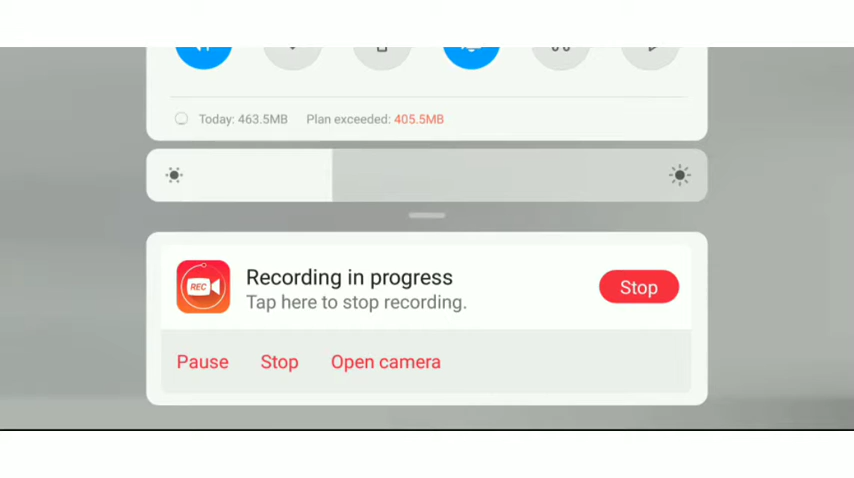 Today: 463.5MB Plan exceeded: 405.5MB
REC
Recording in progress
Tap here to stop recording.
Stop
Pause Stop Open camera